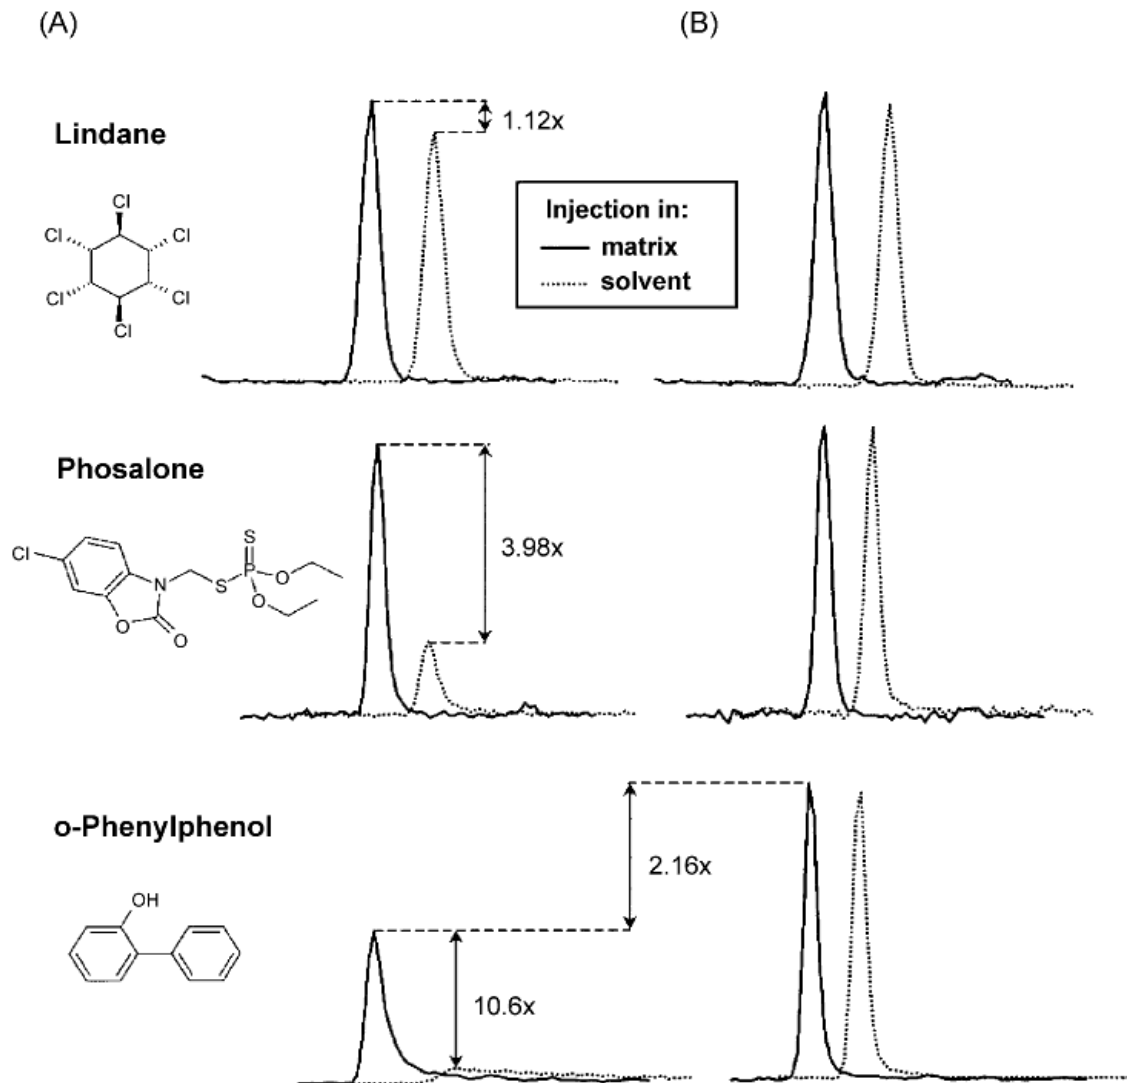 (A)
(B)
Lindane
1.12x
Injection in:
matrix
solvent
Cl
Cl
Cl
Cl
Cl
Cl
Phosalone
3.98x
Cl
S
N
S
P
O
O
O
O
o-Phenylphenol
2.16x
OH
10.6x